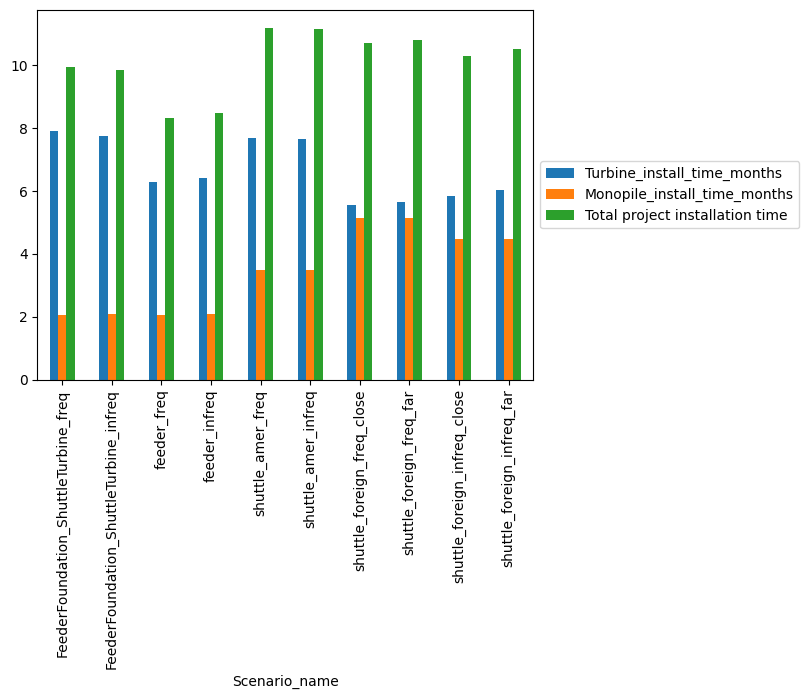 10
8
6
4
2
0
Turbine_install_time_months
Monopile_install_time_months
Total project installation time
FeederFoundation_ShuttleTurbine_freq
FeederFoundation_ShuttleTurbine_infreq
feeder_freq
feeder_infreq
shuttle_amer_freq
shuttle_amer_infreq
shuttle_foreign_freq_close
shuttle_foreign_freq_far
shuttle_foreign_infreq_close
shuttle_foreign_infreq_far
Scenario_name